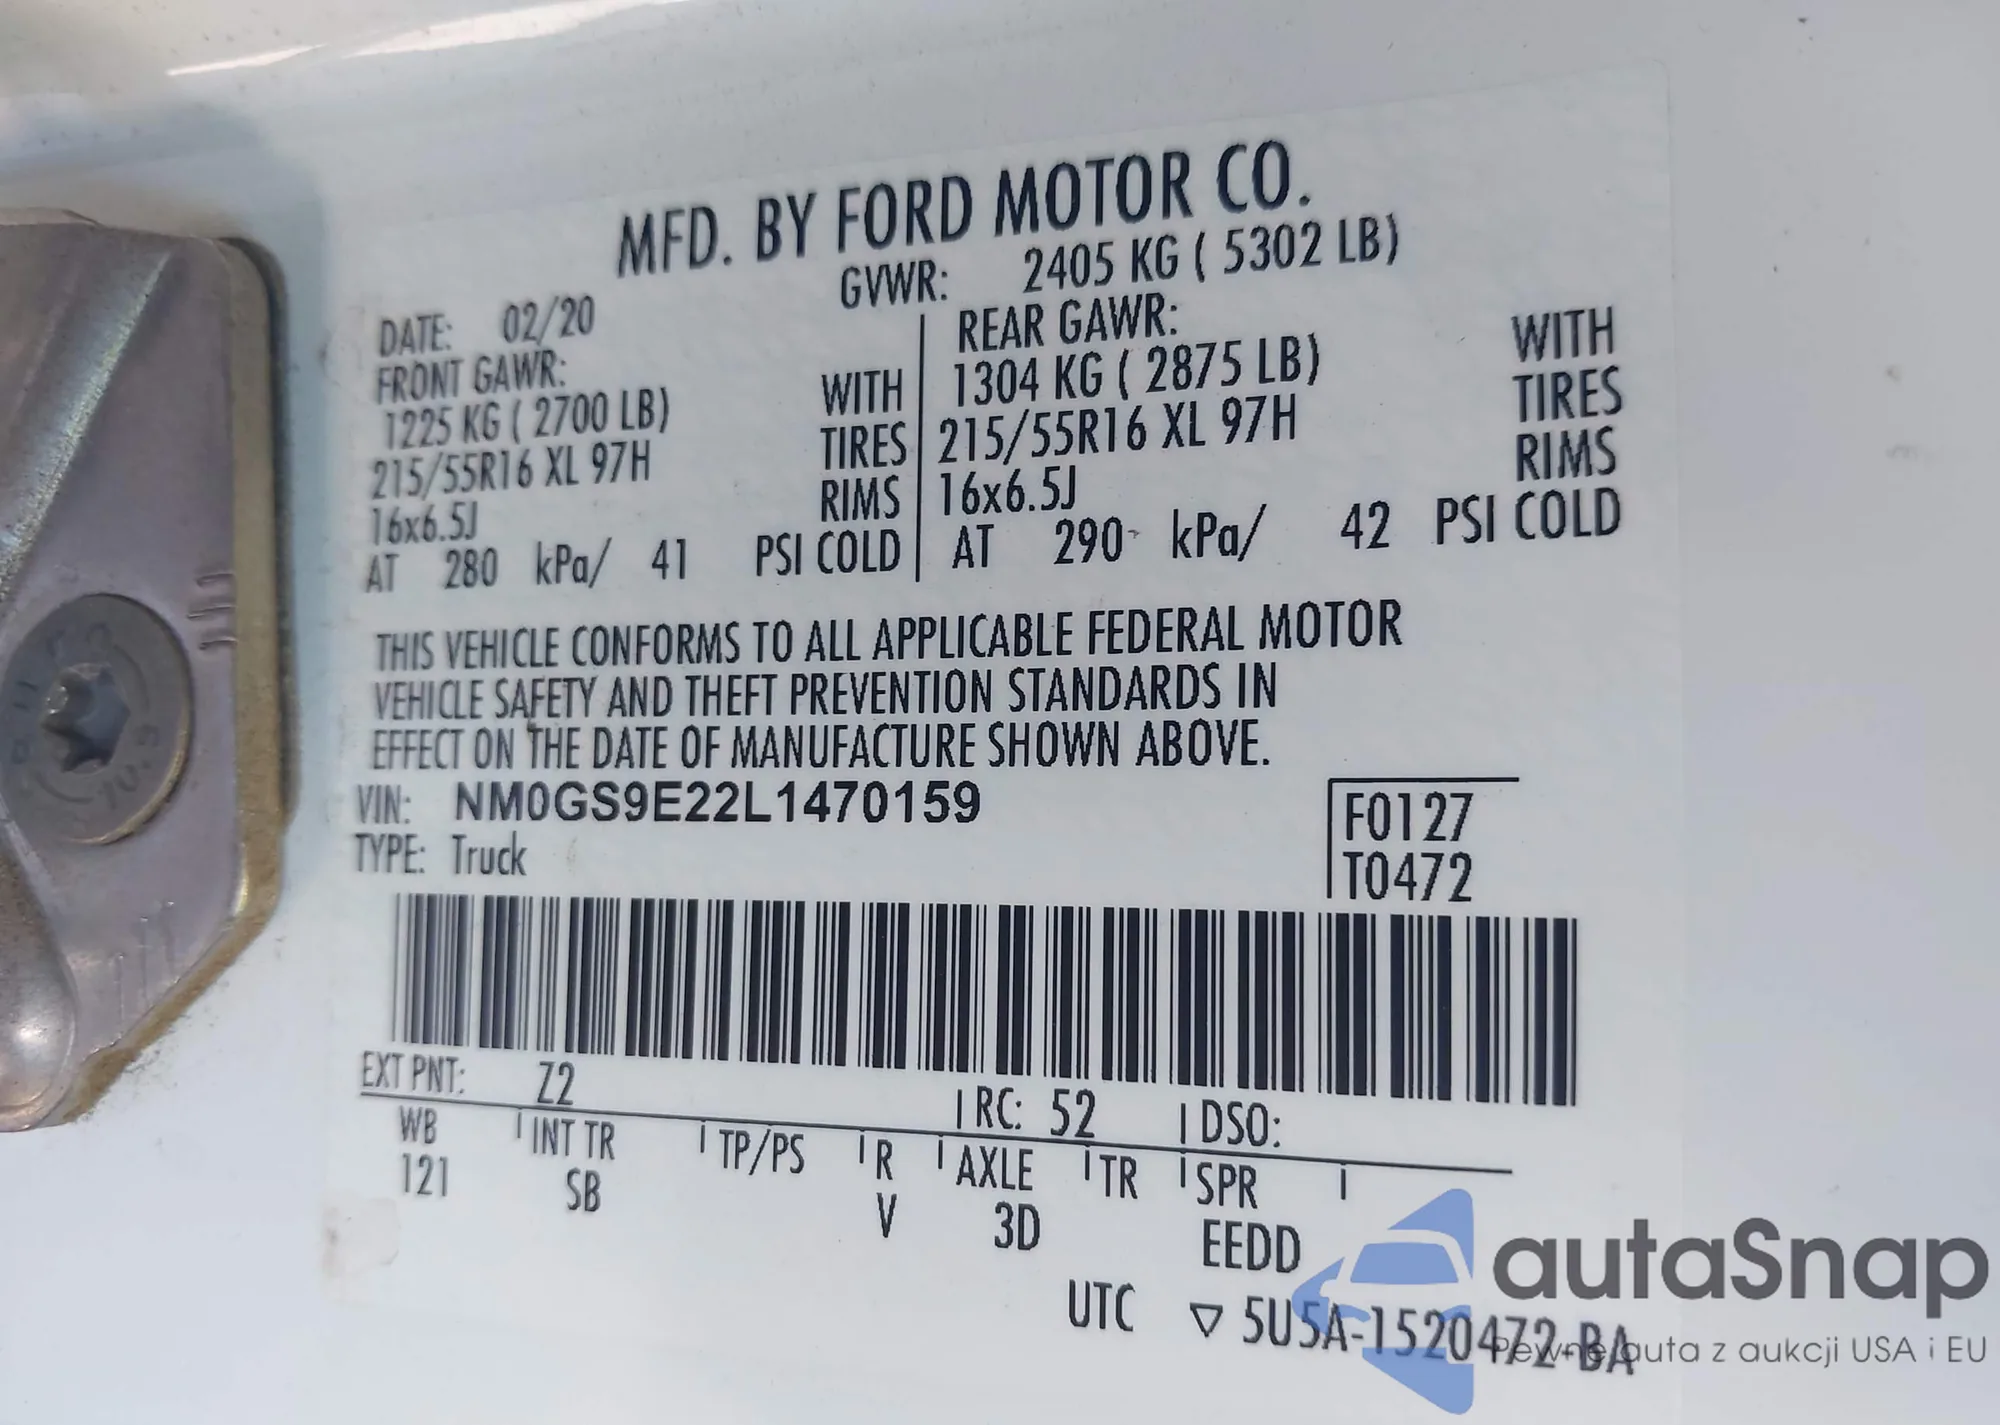 MFD. BY FORD MOTOR CO.
DATE: 02/20 GVWR: 2405 KG ( 5302 LB)
FRONT GAWR: REAR GAWR:
1225 KG ( 2700 LB) WITH 1304 KG ( 2875 LB) WITH
215/55R16 XL 97H TIRES 215/55R16 XL 97H TIRES
16x6.5J RIMS 16x6.5J RIMS
AT 280 kPa/ 41 PSI COLD AT 290 kPa/ 42 PSI COLD
THIS VEHICLE CONFORMS TO ALL APPLICABLE FEDERAL MOTOR
VEHICLE SAFETY AND THEFT PREVENTION STANDARDS IN
EFFECT ON THE DATE OF MANUFACTURE SHOWN ABOVE.
VIN: NM0GS9E22L1470159 F0127
TYPE: Truck T0472
EXT PNT: Z2 RC: 52 DSO:
WB INT TR TP/PS R AXLE TR SPR
121 SB V 3D EEDD
UTC ▽ 5U5A-1520472-BA
autaSnap
Pewne auta z aukcji USA i EU
10.9